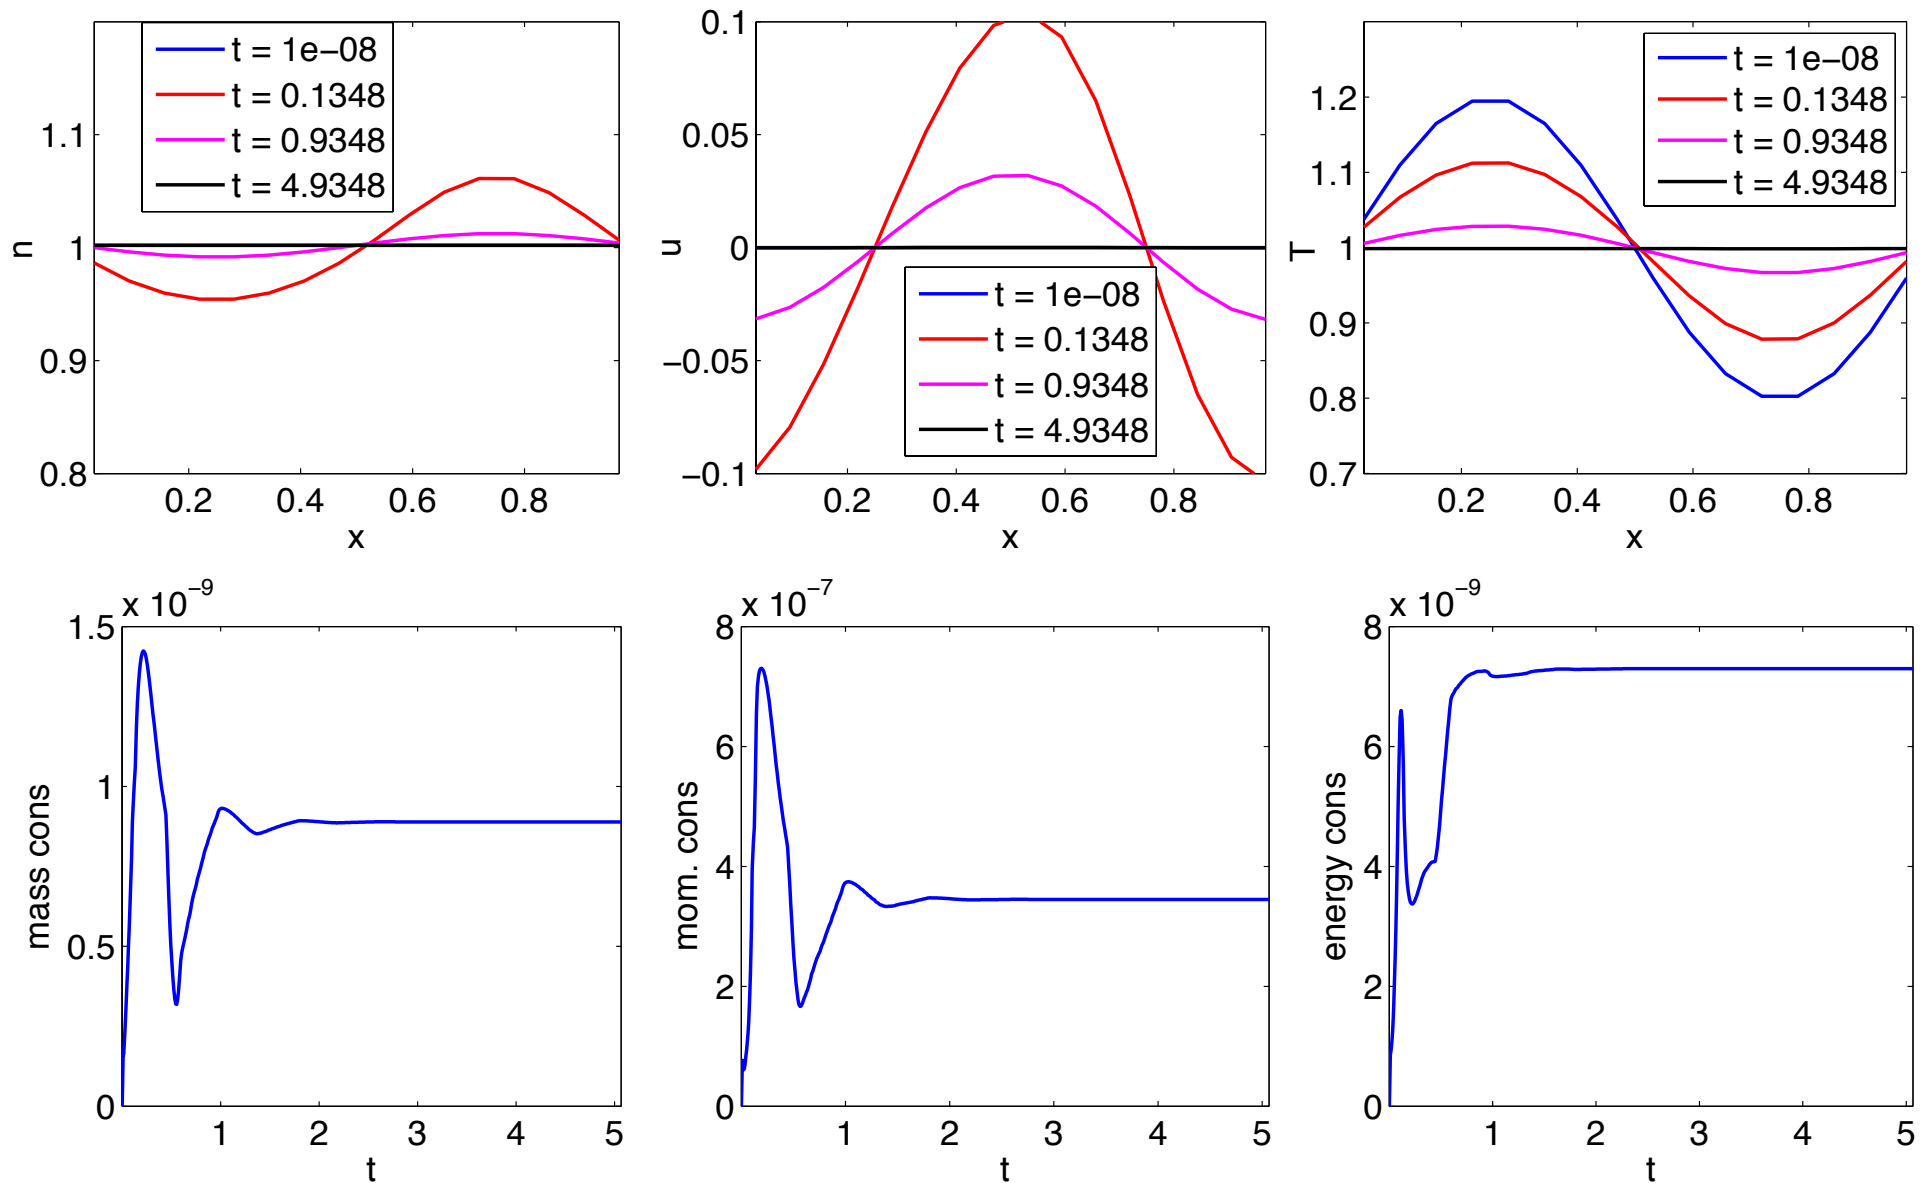 t = 1e−08
t = 0.1348
t = 0.9348
t = 4.9348
1.1
1
0.9
0.8
n
0.2 0.4 0.6 0.8
x
0.1
0.05
0
−0.05
−0.1
u
t = 1e−08
t = 0.1348
t = 0.9348
t = 4.9348
0.2 0.4 0.6 0.8
x
t = 1e−08
t = 0.1348
t = 0.9348
t = 4.9348
1.2
1.1
1
0.9
0.8
0.7
T
0.2 0.4 0.6 0.8
x
x 10−9
1.5
1
0.5
0
mass cons
1 2 3 4 5
t
x 10−7
8
6
4
2
0
mom. cons
1 2 3 4 5
t
x 10−9
8
6
4
2
0
energy cons
1 2 3 4 5
t